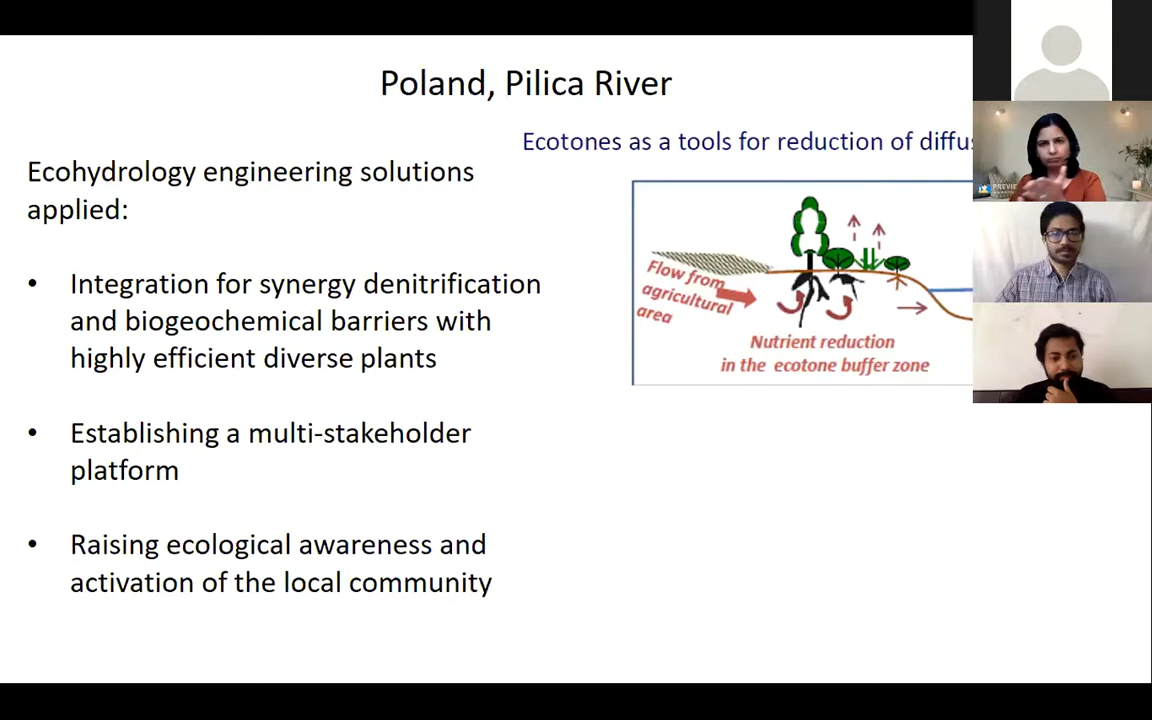 Poland, Pilica River
Ecotones as a tools for reduction of
Ecohydrology engineering solutions
applied:
• Integration for synergy denitrification
and biogeochemical barriers with
highly efficient diverse plants
• Establishing a multi-stakeholder
platform
• Raising ecological awareness and
activation of the local community
Flow from
agricultural
area
Nutrient reduction
in the ecotone buffer zone